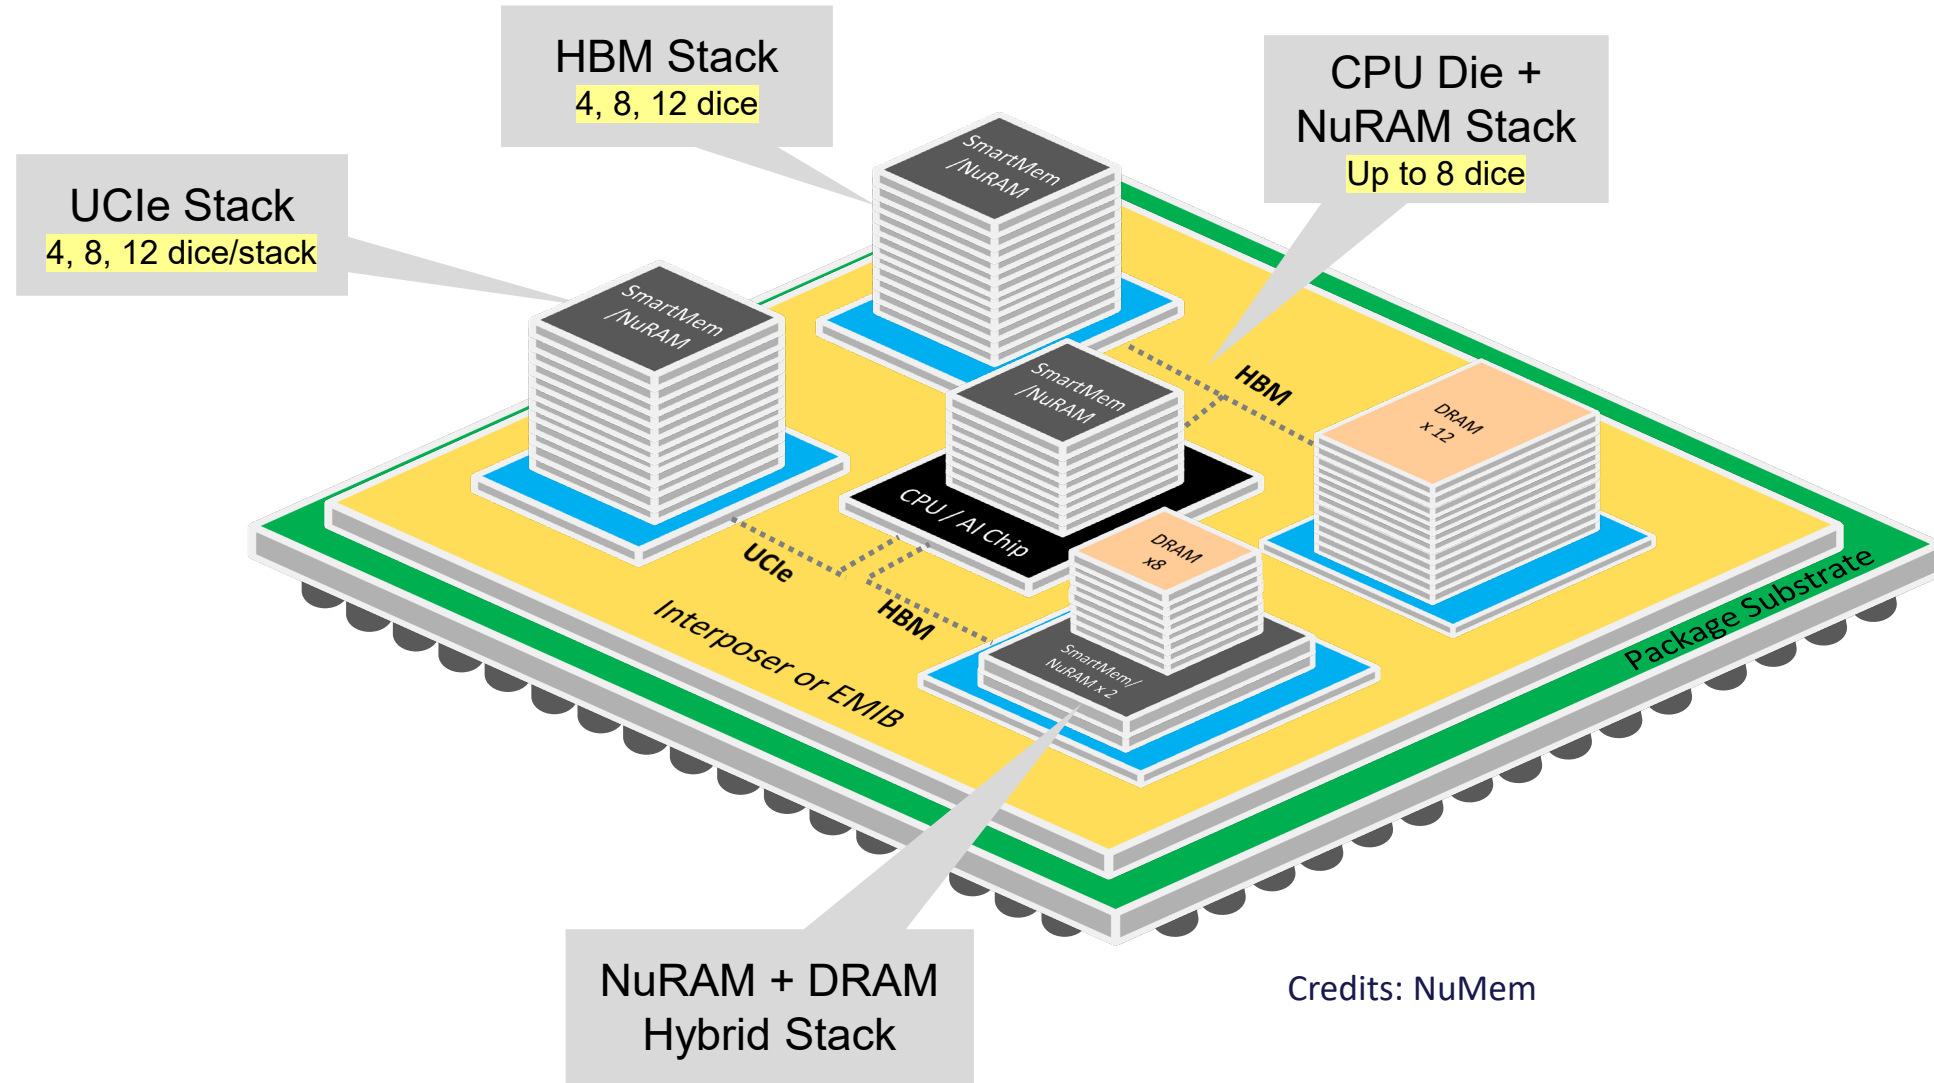 HBM Stack
4, 8, 12 dice
CPU Die +
NuRAM Stack
Up to 8 dice
UCIe Stack
4, 8, 12 dice/stack
SmartMem
/NuRAM
SmartMem
/NuRAM
SmartMem
/NuRAM
HBM
DRAM
x 12
CPU / AI Chip
DRAM
x8
UCIe
HBM
SmartMem/
NuRAM x 2
Interposer or EMIB
Package Substrate
NuRAM + DRAM
Hybrid Stack
Credits: NuMem